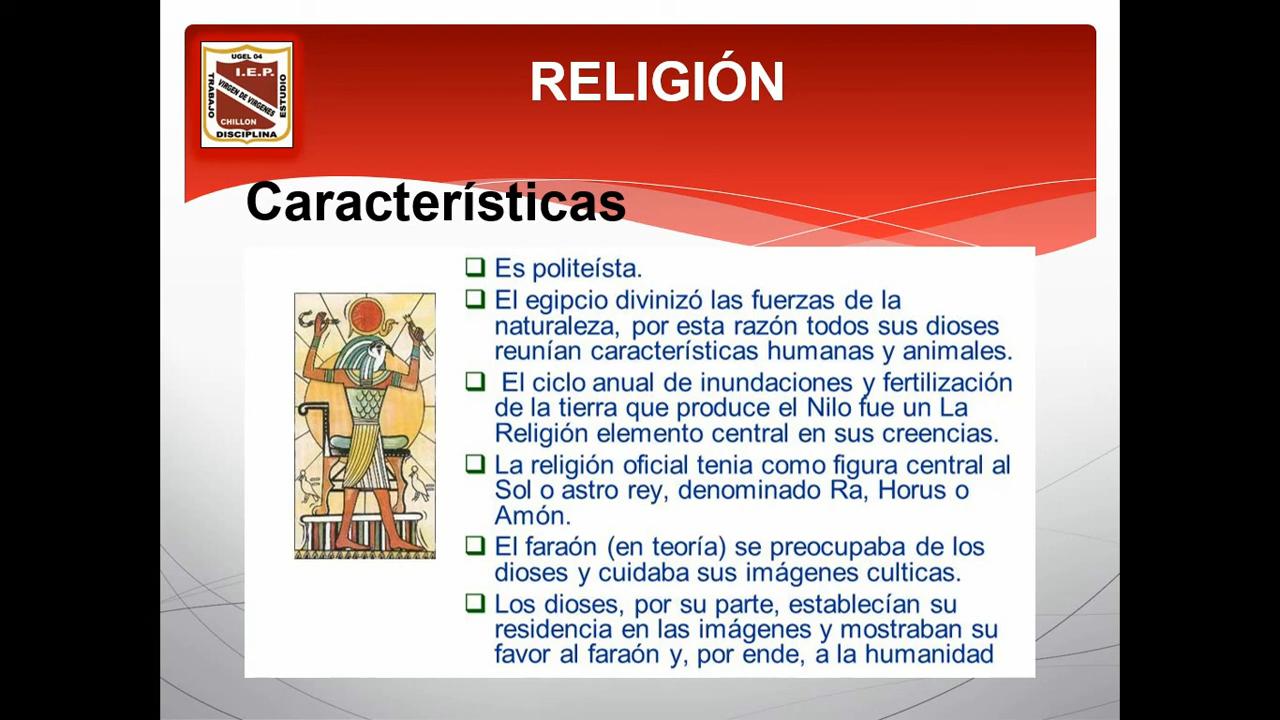 UGEL 04
I.E.P.
VIRGEN DE VIRGENES
CHILLON
TRABAJO
ESTUDIO
DISCIPLINA
RELIGIÓN
Características
Es politeísta.
El egipcio divinizó las fuerzas de la
naturaleza, por esta razón todos sus dioses
reunían características humanas y animales.
El ciclo anual de inundaciones y fertilización
de la tierra que produce el Nilo fue un La
Religión elemento central en sus creencias.
La religión oficial tenia como figura central al
Sol o astro rey, denominado Ra, Horus o
Amón.
El faraón (en teoría) se preocupaba de los
dioses y cuidaba sus imágenes culticas.
Los dioses, por su parte, establecían su
residencia en las imágenes y mostraban su
favor al faraón y, por ende, a la humanidad